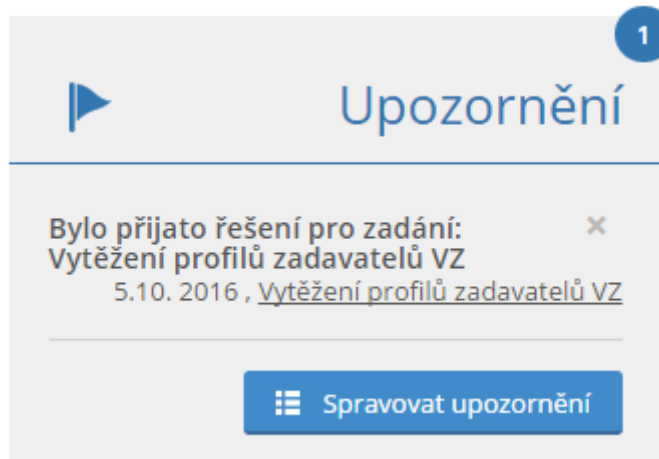 1
Upozornění
Bylo přijato řešení pro zadání:
Vytěžení profilů zadavatelů VZ
5.10. 2016 , Vytěžení profilů zadavatelů VZ
Spravovat upozornění